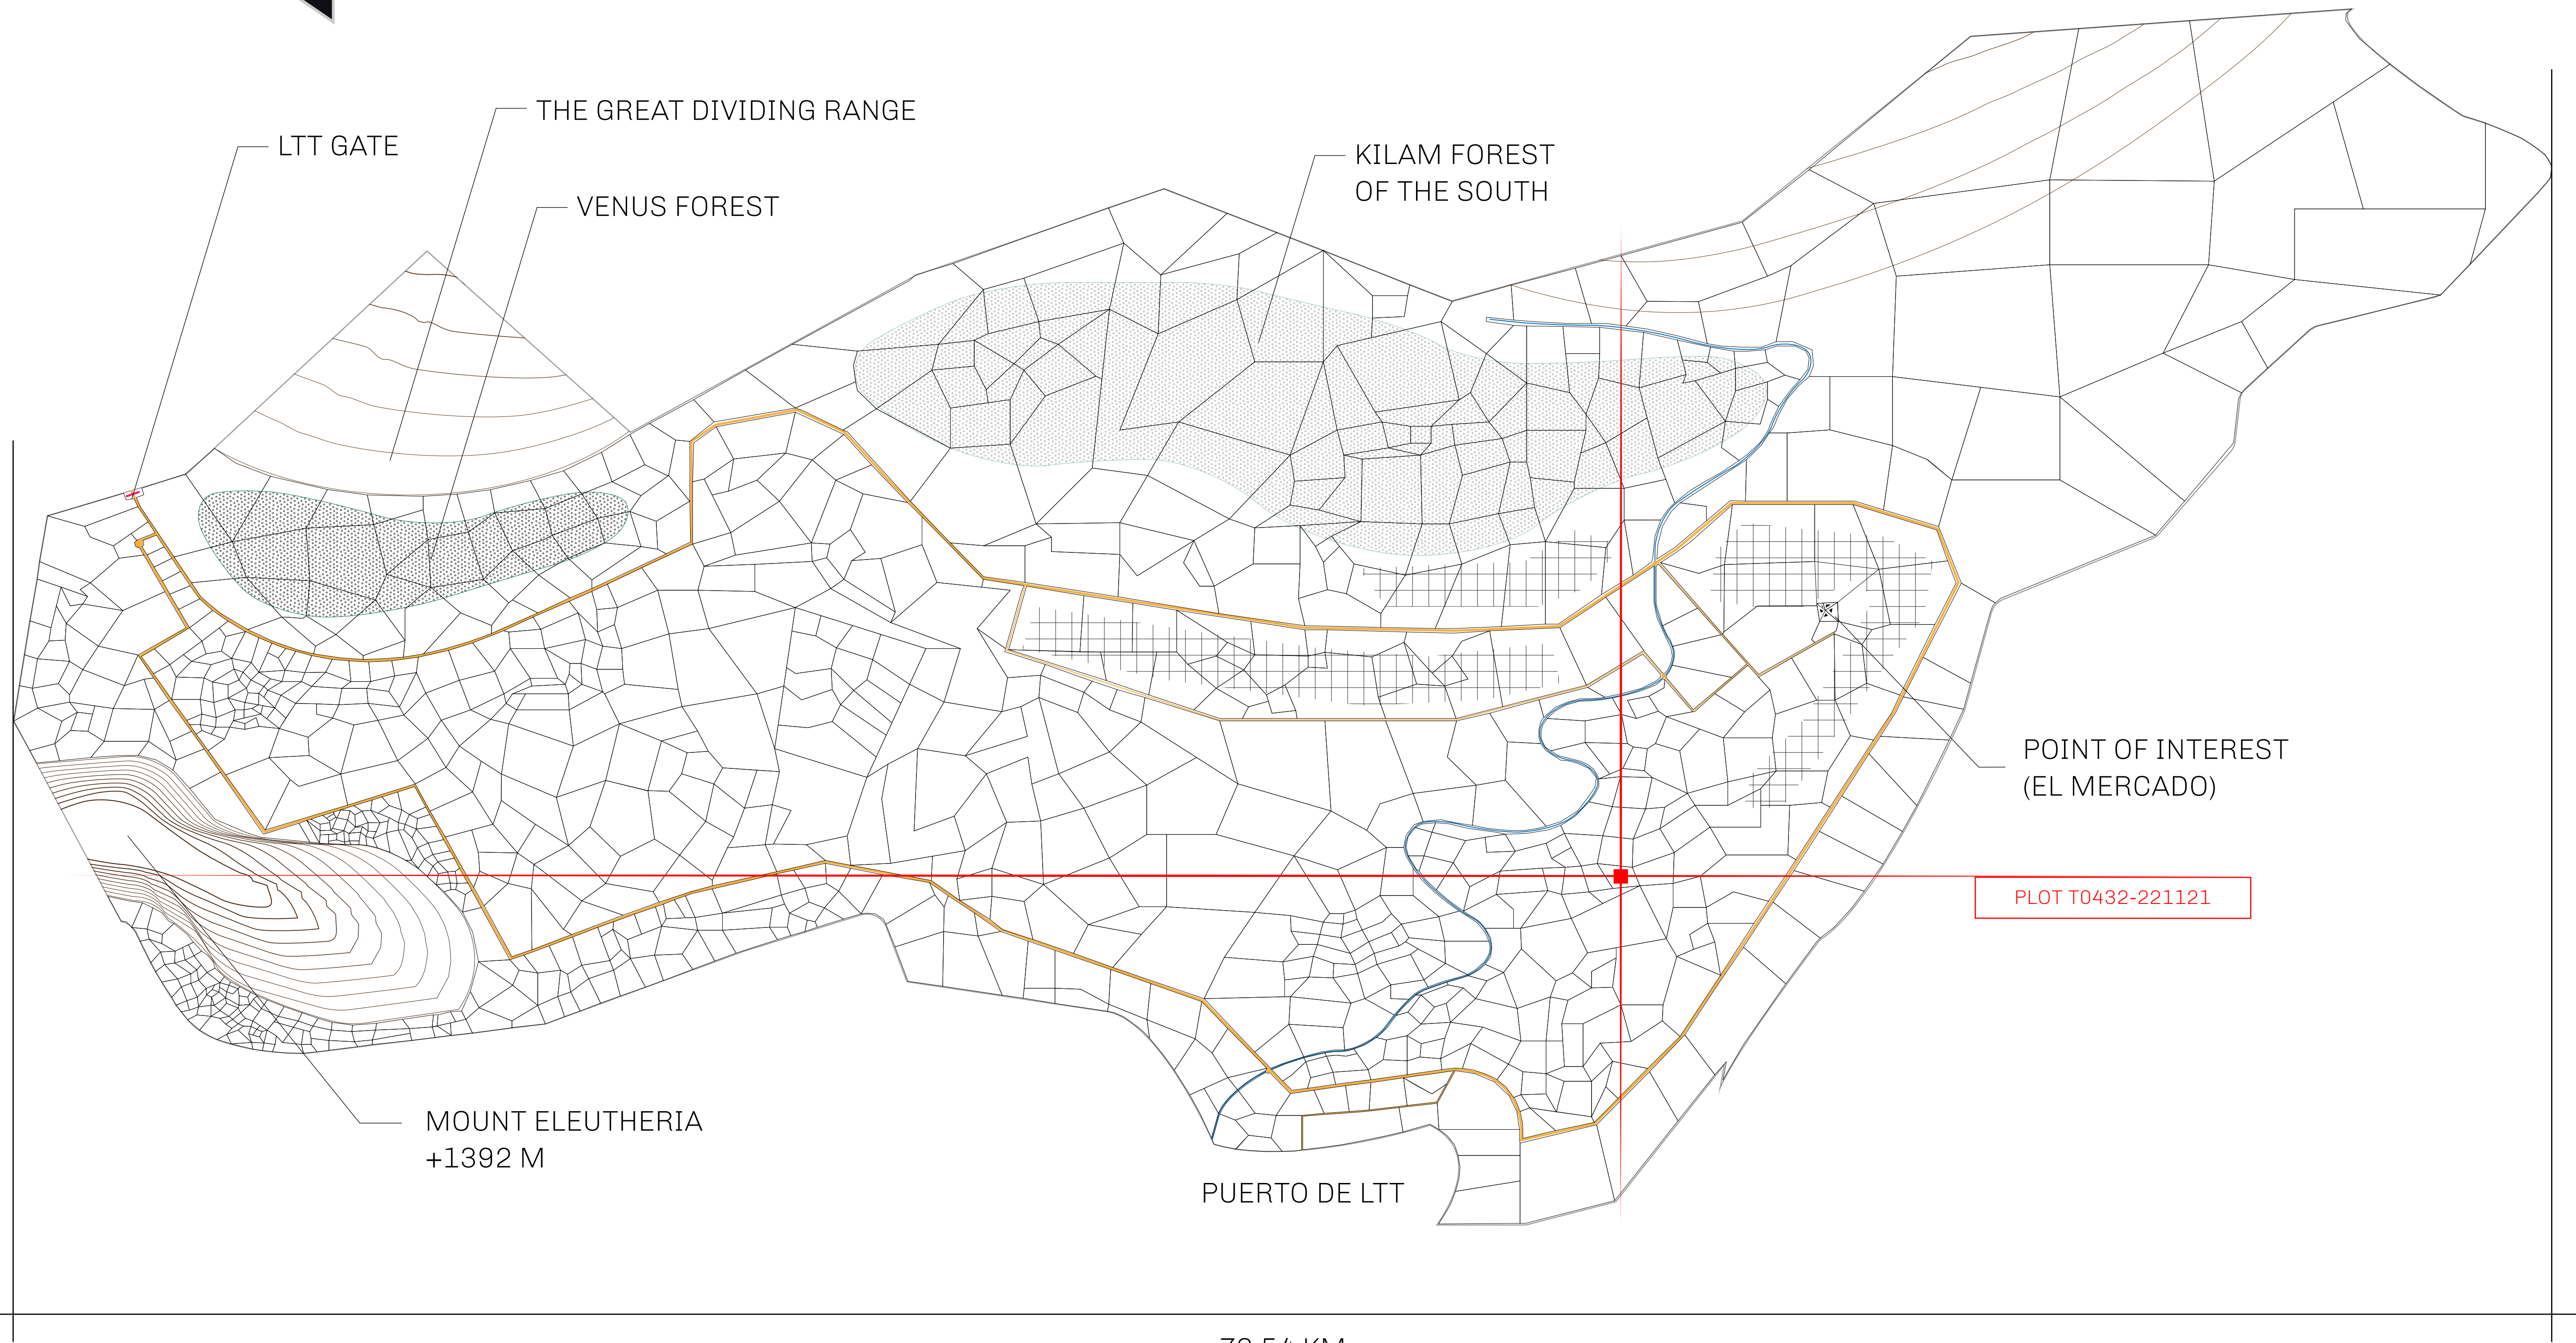 THE GREAT DIVIDING RANGE
LTT GATE
KILAM FOREST
OF THE SOUTH
VENUS FOREST
POINT OF INTEREST
(EL MERCADO)
PLOT T0432-221121
MOUNT ELEUTHERIA
+1392 M
PUERTO DE LTT
KM